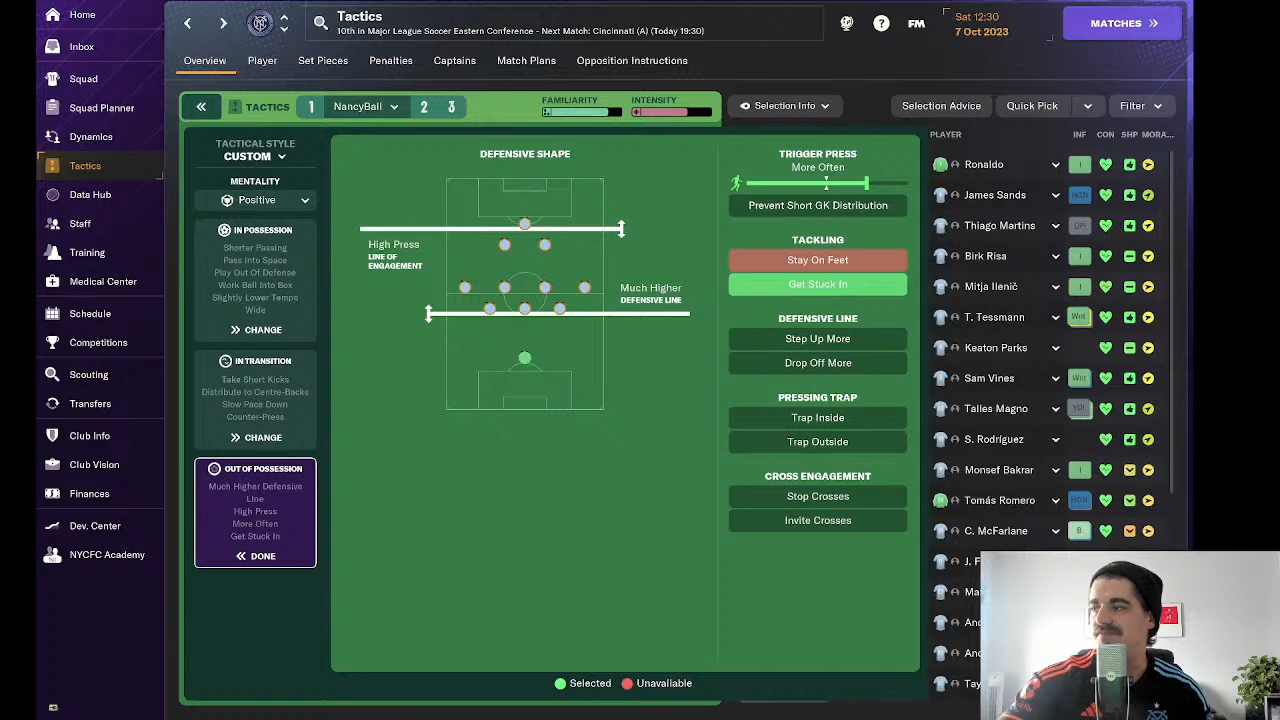 Home
Inbox
Squad
Squad Planner
Dynamics
Tactics
Data Hub
Staff
Training
Medical Center
Schedule
Competitions
Scouting
Transfers
Club Info
Club Vision
Finances
Dev. Center
NYCFC Academy
Tactics
10th in Major League Soccer Eastern Conference - Next Match: Cincinnati (A) (Today 19:30)
FM
Sat 12:30
7 Oct 2023
MATCHES
Overview
Player
Set Pieces
Penalties
Captains
Match Plans
Opposition Instructions
TACTICS
1
NancyBall
2
3
FAMILIARITY
INTENSITY
Selection Info
Selection Advice
Quick Pick
Filter
TACTICAL STYLE
CUSTOM
MENTALITY
Positive
IN POSSESSION
Shorter Passing
Pass Into Space
Play Out Of Defense
Work Ball Into Box
Slightly Lower Tempo
Wide
CHANGE
IN TRANSITION
Take Short Kicks
Distribute to Centre-Backs
Slow Pace Down
Counter-Press
CHANGE
OUT OF POSSESSION
Much Higher Defensive
Line
High Press
More Often
Get Stuck In
DONE
DEFENSIVE SHAPE
High Press
LINE OF
ENGAGEMENT
Much Higher
DEFENSIVE LINE
TRIGGER PRESS
More Often
Prevent Short GK Distribution
TACKLING
Stay On Feet
Get Stuck In
DEFENSIVE LINE
Step Up More
Drop Off More
PRESSING TRAP
Trap Inside
Trap Outside
CROSS ENGAGEMENT
Stop Crosses
Invite Crosses
Selected
Unavailable
PLAYER INF CON SHP MORA...
Ronaldo I
James Sands HGN
Thiago Martins DPl
Birk Risa I
Mitja Ilenič I
T. Tessmann Wnt
Keaton Parks
Sam Vines Wnt
Talles Magno YDl
S. Rodríguez
Monsef Bakrar I
Tomás Romero HGN
C. McFarlane B
J. F
Ma
And
And
Tay